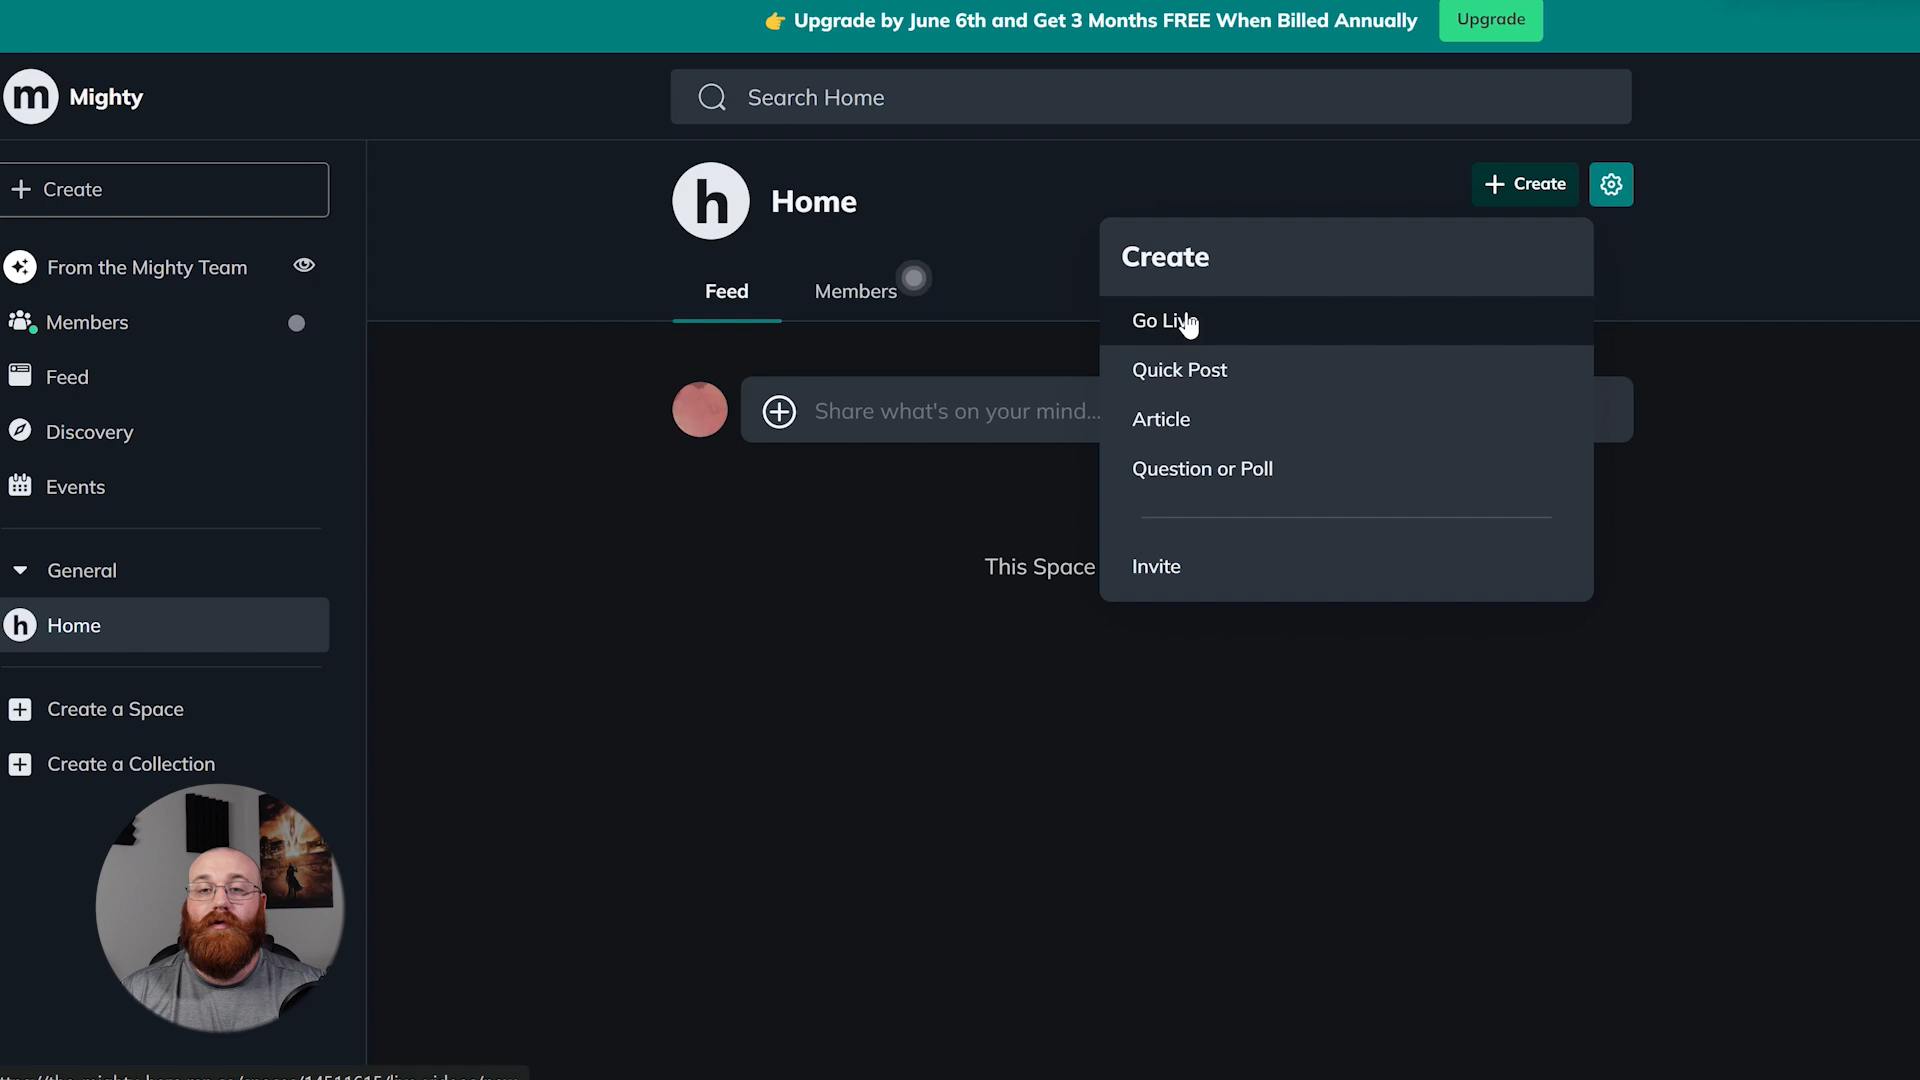 👉 Upgrade by June 6th and Get 3 Months FREE When Billed Annually
Upgrade
m Mighty
Search Home
+ Create
From the Mighty Team
Members
Feed
Discovery
Events
General
h Home
Create a Space
Create a Collection
h Home
+ Create
Feed
Members
Share what's on your mind...
This Space
Create
Go Live
Quick Post
Article
Question or Poll
Invite